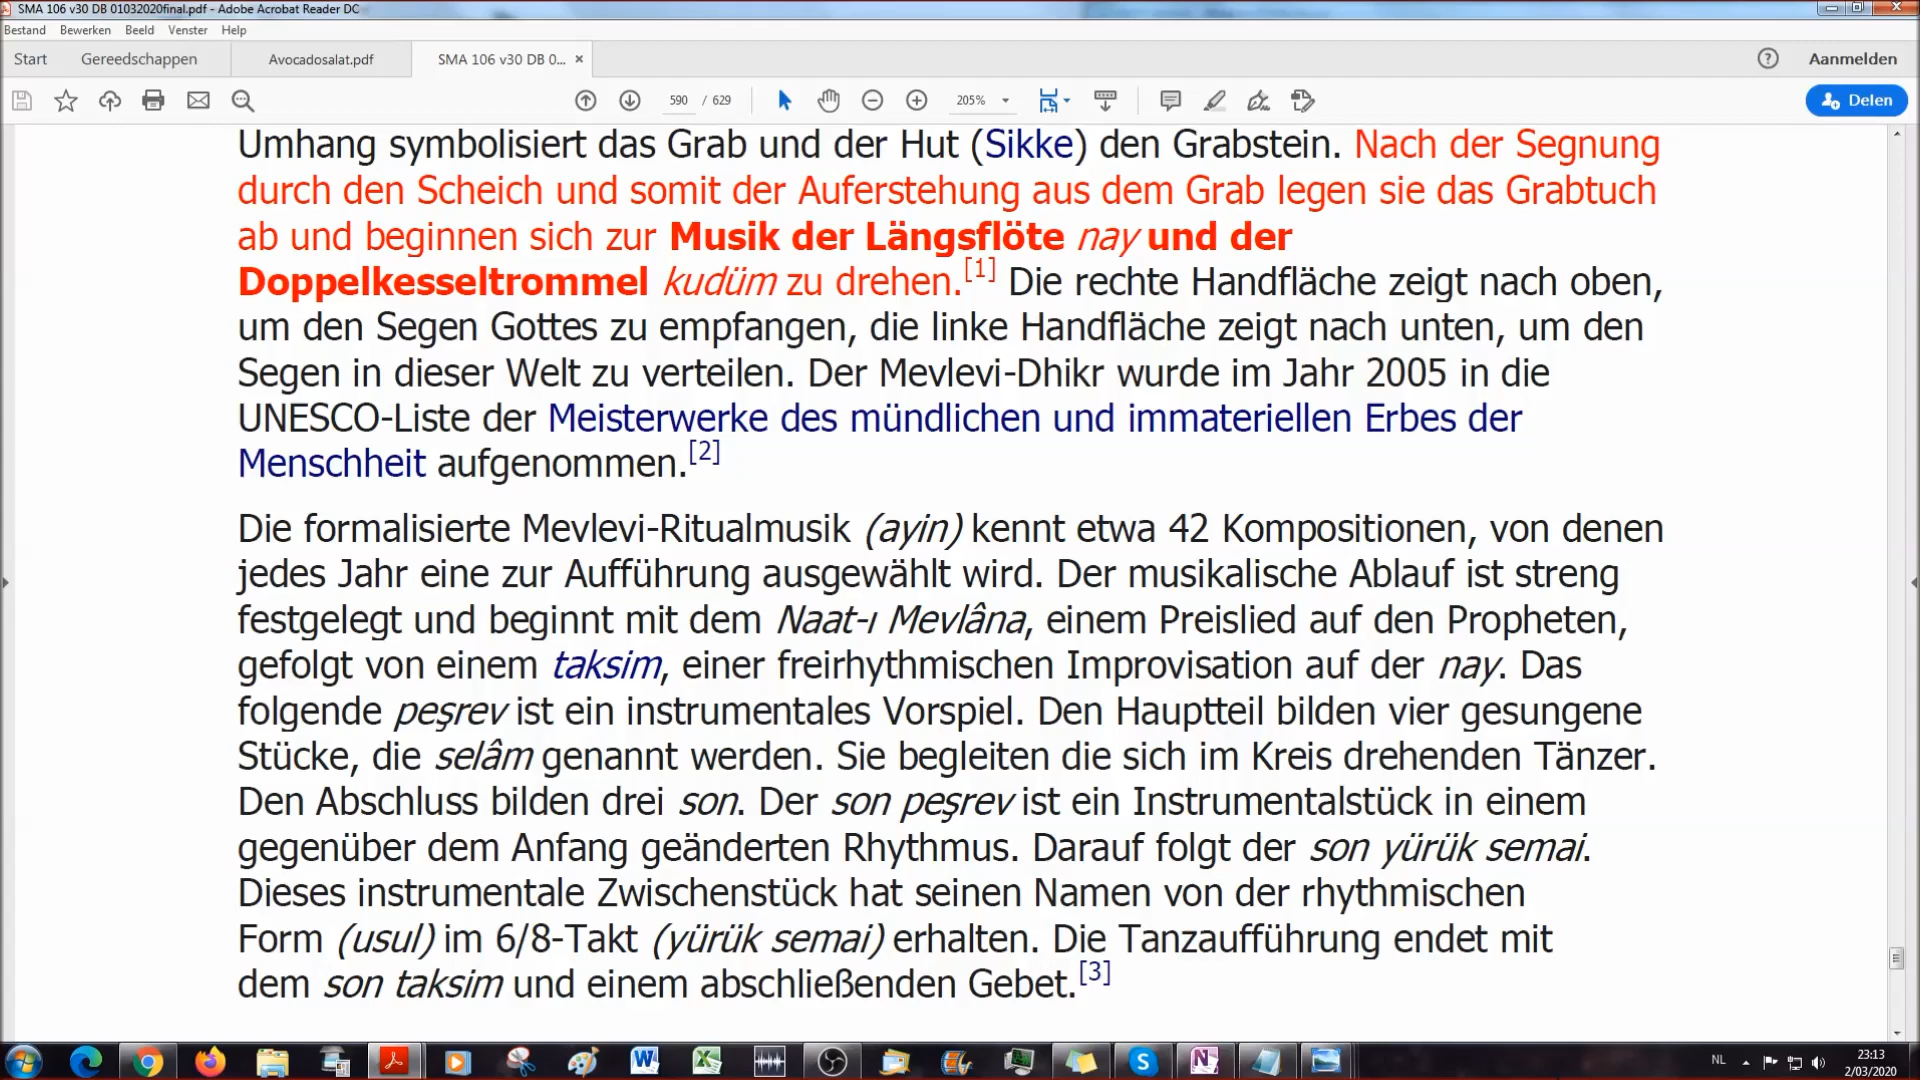 SMA 106 v30 DB 01032020final.pdf - Adobe Acrobat Reader DC
Bestand Bewerken Beeld Venster Help
Start Gereedschappen Avocadosalat.pdf SMA 106 v30 DB 0... × ? Aanmelden
590 / 629 205% Delen
Umhang symbolisiert das Grab und der Hut (Sikke) den Grabstein. Nach der Segnung
durch den Scheich und somit der Auferstehung aus dem Grab legen sie das Grabtuch
ab und beginnen sich zur Musik der Längsflöte nay und der
Doppelkesseltrommel kudüm zu drehen.[1] Die rechte Handfläche zeigt nach oben,
um den Segen Gottes zu empfangen, die linke Handfläche zeigt nach unten, um den
Segen in dieser Welt zu verteilen. Der Mevlevi-Dhikr wurde im Jahr 2005 in die
UNESCO-Liste der Meisterwerke des mündlichen und immateriellen Erbes der
Menschheit aufgenommen.[2]
Die formalisierte Mevlevi-Ritualmusik (ayin) kennt etwa 42 Kompositionen, von denen
jedes Jahr eine zur Aufführung ausgewählt wird. Der musikalische Ablauf ist streng
festgelegt und beginnt mit dem Naat-ı Mevlâna, einem Preislied auf den Propheten,
gefolgt von einem taksim, einer freirhythmischen Improvisation auf der nay. Das
folgende peşrev ist ein instrumentales Vorspiel. Den Hauptteil bilden vier gesungene
Stücke, die selâm genannt werden. Sie begleiten die sich im Kreis drehenden Tänzer.
Den Abschluss bilden drei son. Der son peşrev ist ein Instrumentalstück in einem
gegenüber dem Anfang geänderten Rhythmus. Darauf folgt der son yürük semai.
Dieses instrumentale Zwischenstück hat seinen Namen von der rhythmischen
Form (usul) im 6/8-Takt (yürük semai) erhalten. Die Tanzaufführung endet mit
dem son taksim und einem abschließenden Gebet.[3]
NL 23:13
2/03/2020